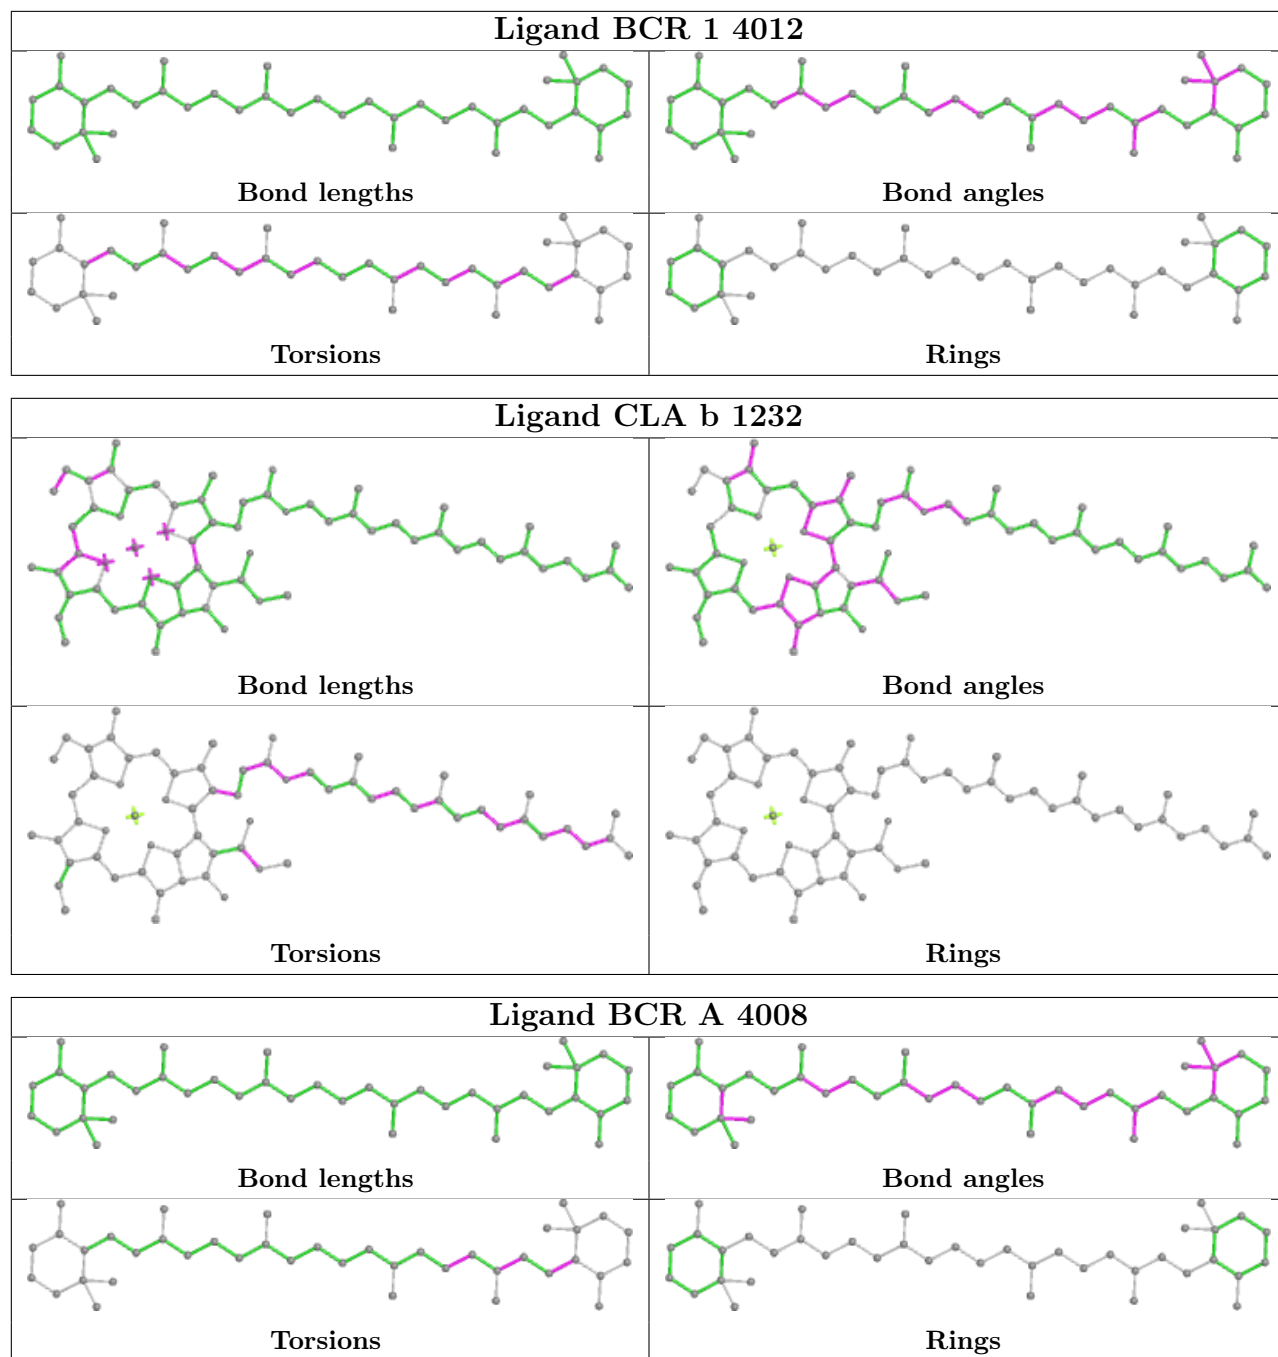 Ligand BCR 1 4012
Bond lengths
Bond angles
Torsions
Rings
Ligand CLA b 1232
Bond lengths
Bond angles
Torsions
Rings
Ligand BCR A 4008
Bond lengths
Bond angles
Torsions
Rings